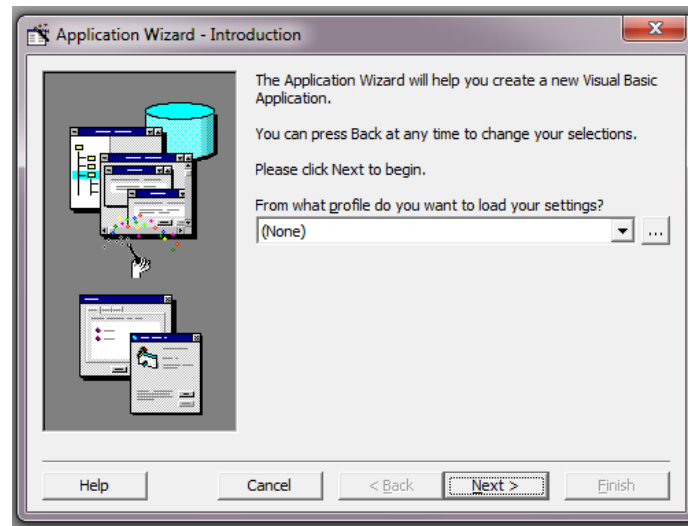 Application Wizard - Introduction
The Application Wizard will help you create a new Visual Basic
Application.
You can press Back at any time to change your selections.
Please click Next to begin.
From what profile do you want to load your settings?
(None)
...
Help
Cancel
< Back
Next >
Finish